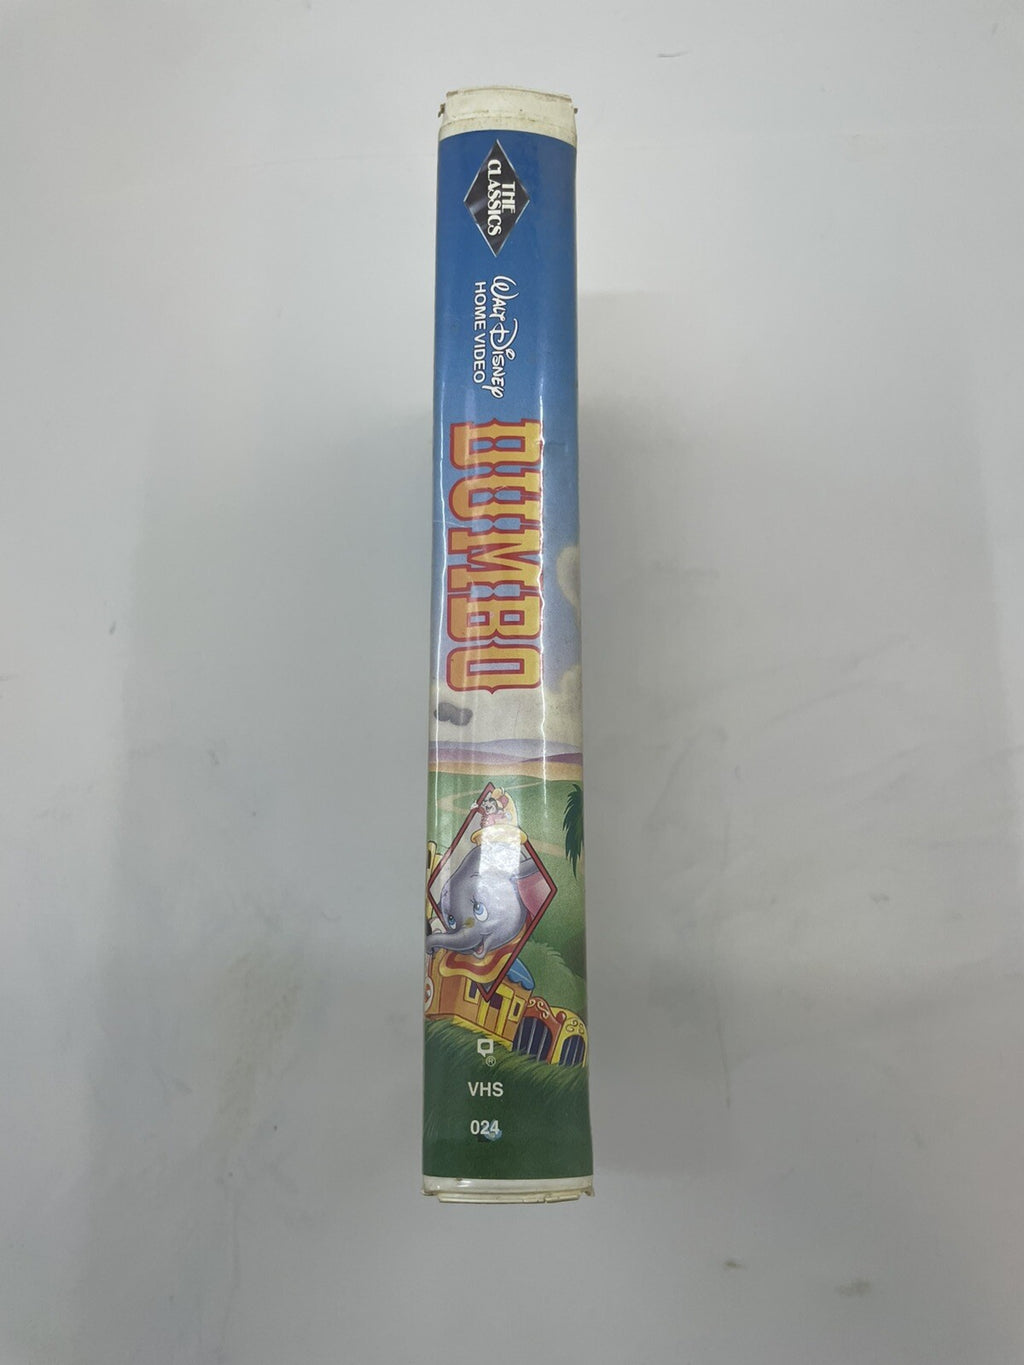 THE
CLASSICS
WALT DISNEY
HOME VIDEO
DUMBO
®
VHS
024